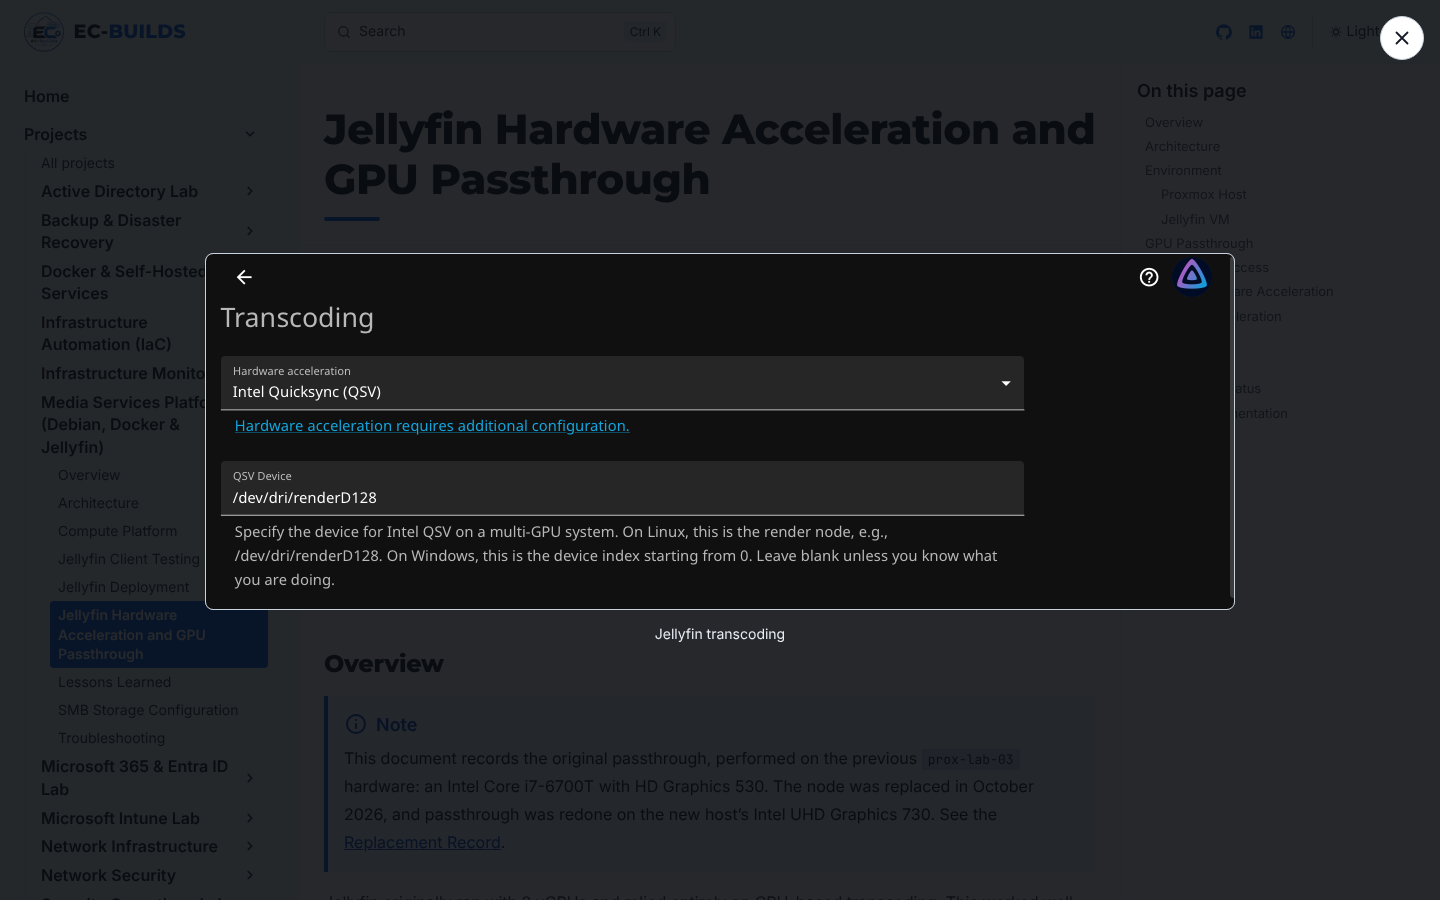 EC-BUILDS
Search
Ctrl K
Light
Home
Projects
All projects
Active Directory Lab
Backup & Disaster
Recovery
Docker & Self-Hosted
Services
Infrastructure
Automation (IaC)
Hardware Monito
Media Services Platfo
(Debian, Docker &
Jellyfin)
Overview
Architecture
Compute Platform
Jellyfin Client Testing
Jellyfin Deployment
Jellyfin Hardware
Acceleration and GPU
Passthrough
Lessons Learned
SMB Storage Configuration
Troubleshooting
Microsoft 365 & Entra ID
Lab
Microsoft Intune Lab
Network Infrastructure
Network Security
Jellyfin Hardware Acceleration and
GPU Passthrough
Transcoding
Hardware acceleration
Intel Quicksync (QSV)
Hardware acceleration requires additional configuration.
QSV Device
/dev/dri/renderD128
Specify the device for Intel QSV on a multi-GPU system. On Linux, this is the render node, e.g.,
/dev/dri/renderD128. On Windows, this is the device index starting from 0. Leave blank unless you know what
you are doing.
Jellyfin transcoding
Overview
Note
This document records the original passthrough, performed on the previous prox-lab-03
hardware: an Intel Core i7-6700T with HD Graphics 530. The node was replaced in October
2026, and passthrough was redone on the new host's Intel UHD Graphics 730. See the
Replacement Record.
On this page
Overview
Architecture
Environment
Proxmox Host
Jellyfin VM
GPU Passthrough
ccess
are Acceleration
leration
atus
entation